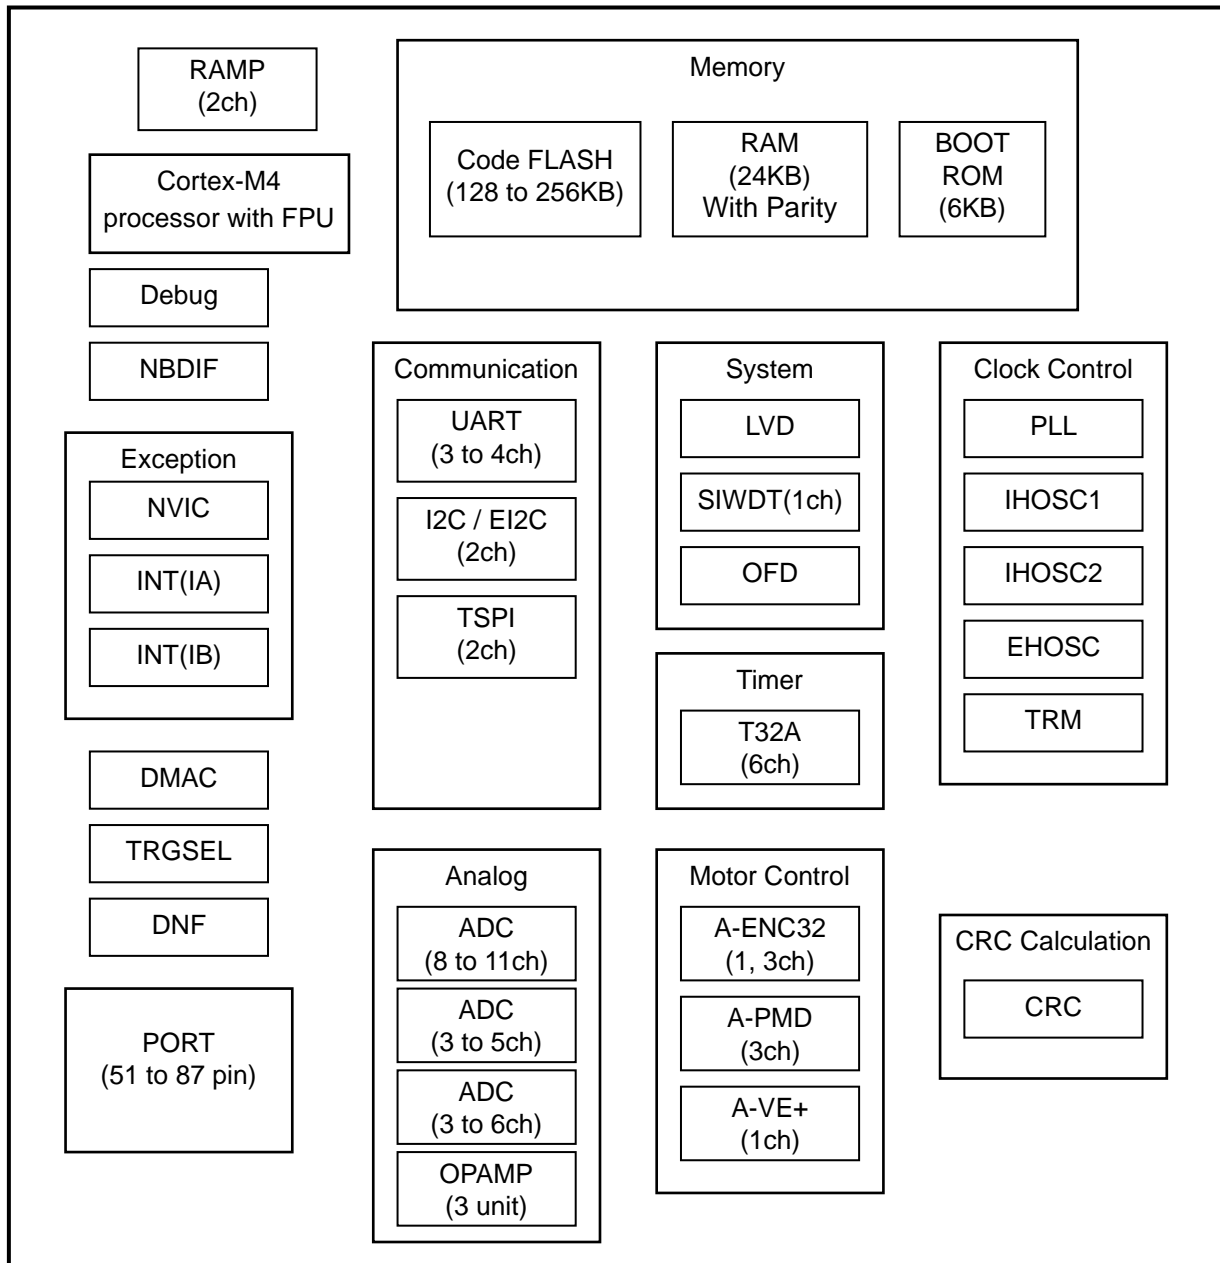 RAMP
(2ch)
Cortex-M4
processor with FPU
Debug
NBDIF
Exception
NVIC
INT(IA)
INT(IB)
DMAC
TRGSEL
DNF
PORT
(51 to 87 pin)
Memory
Code FLASH
(128 to 256KB)
RAM
(24KB)
With Parity
BOOT
ROM
(6KB)
Communication
UART
(3 to 4ch)
I2C / EI2C
(2ch)
TSPI
(2ch)
System
LVD
SIWDT(1ch)
OFD
Timer
T32A
(6ch)
Clock Control
PLL
IHOSC1
IHOSC2
EHOSC
TRM
Analog
ADC
(8 to 11ch)
ADC
(3 to 5ch)
ADC
(3 to 6ch)
OPAMP
(3 unit)
Motor Control
A-ENC32
(1, 3ch)
A-PMD
(3ch)
A-VE+
(1ch)
CRC Calculation
CRC